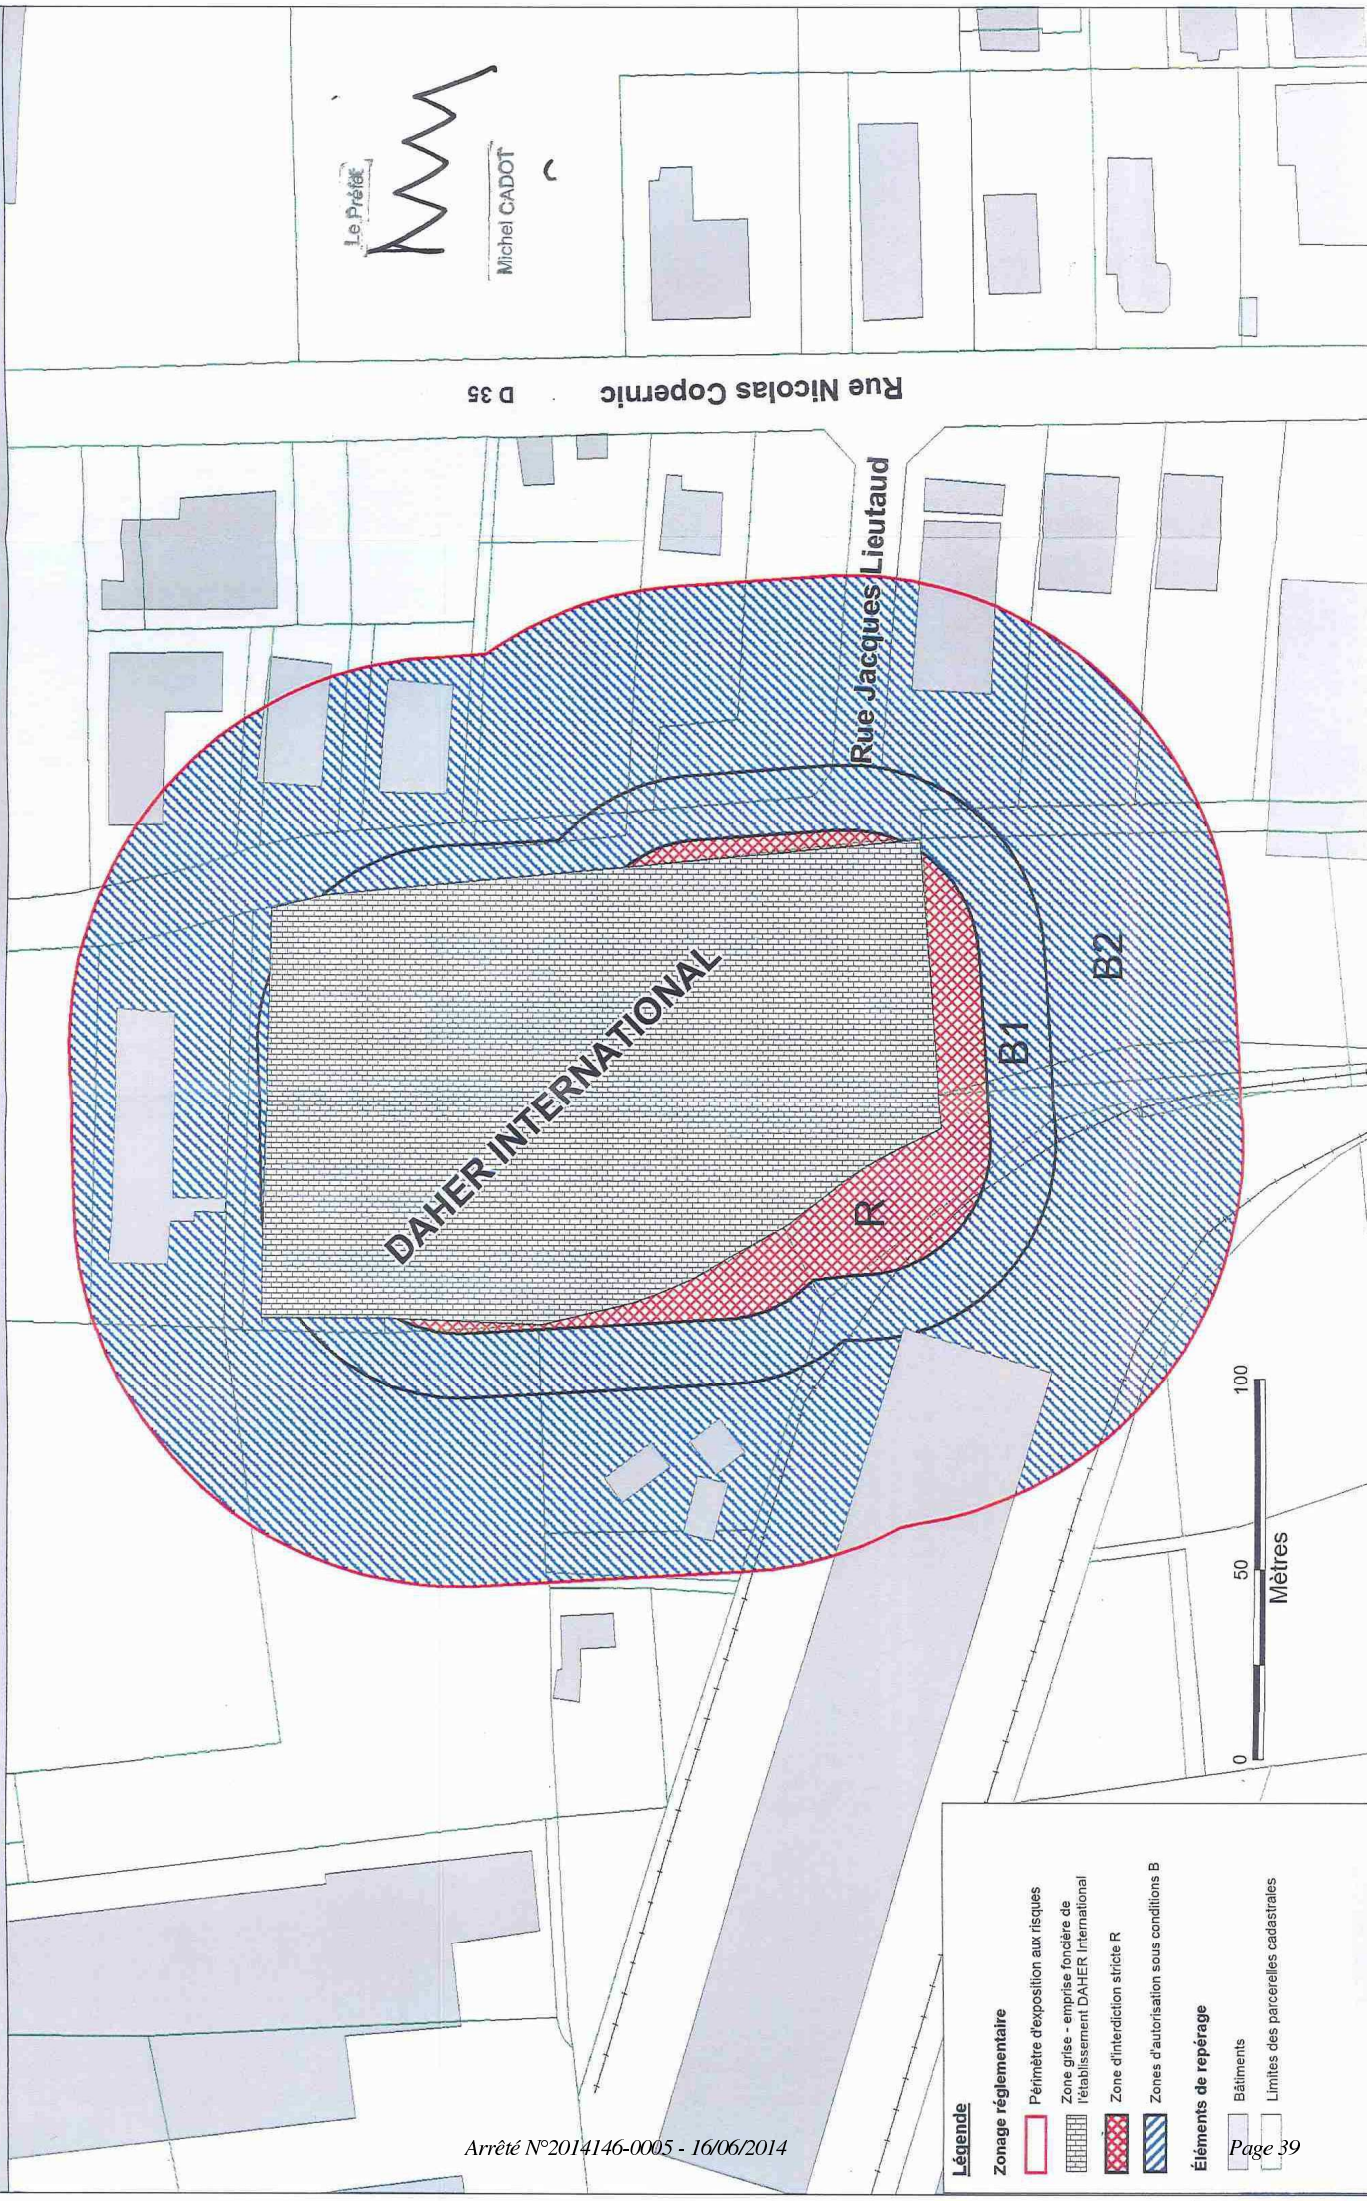 Le Préfet
Michel CADOT
D 35
Rue Nicolas Copernic
Rue Jacques Lieutaud
DAHER INTERNATIONAL
R
B1
B2
0
50
100
Mètres
Légende
Zonage réglementaire
Périmètre d'exposition aux risques
Zone grise - emprise foncière de
l'établissement DAHER International
Zone d'interdiction stricte R
Zones d'autorisation sous conditions B
Éléments de repérage
Bâtiments
Limites des parcerelles cadastrales
Arrêté N°2014146-0005 - 16/06/2014
Page 39